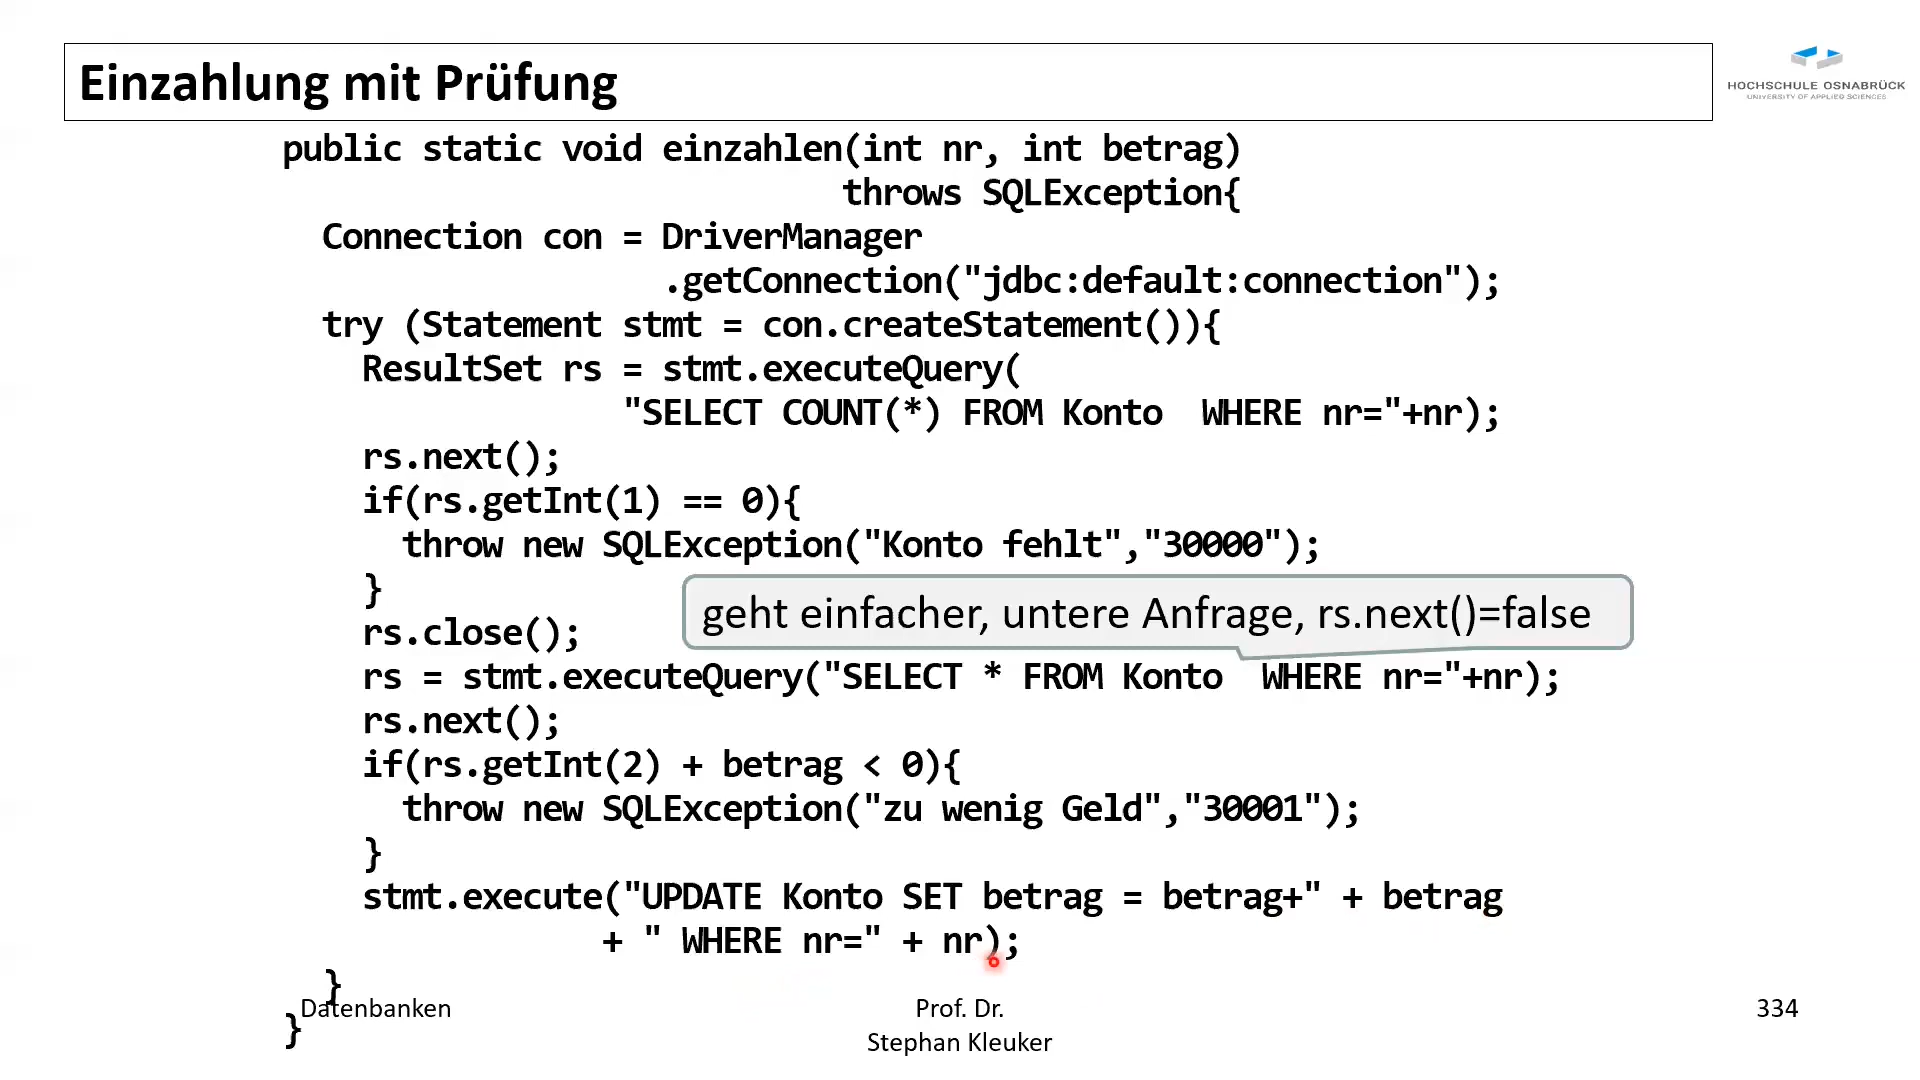 Einzahlung mit Prüfung
HOCHSCHULE OSNABRÜCK
UNIVERSITY OF APPLIED SCIENCES
public static void einzahlen(int nr, int betrag)
throws SQLException{
Connection con = DriverManager
.getConnection("jdbc:default:connection");
try (Statement stmt = con.createStatement()){
ResultSet rs = stmt.executeQuery(
"SELECT COUNT(*) FROM Konto  WHERE nr="+nr);
rs.next();
if(rs.getInt(1) == 0){
throw new SQLException("Konto fehlt","30000");
}
geht einfacher, untere Anfrage, rs.next()=false
rs.close();
rs = stmt.executeQuery("SELECT * FROM Konto  WHERE nr="+nr);
rs.next();
if(rs.getInt(2) + betrag < 0){
throw new SQLException("zu wenig Geld","30001");
}
stmt.execute("UPDATE Konto SET betrag = betrag+" + betrag
+ " WHERE nr=" + nr);
}
}
Datenbanken
Prof. Dr.
Stephan Kleuker
334